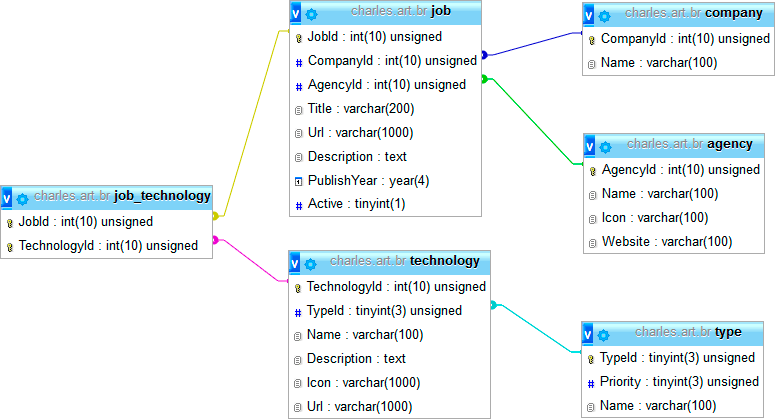 v charles.art.br job
JobId : int(10) unsigned
# CompanyId : int(10) unsigned
# AgencyId : int(10) unsigned
Title : varchar(200)
Url : varchar(1000)
Description : text
PublishYear : year(4)
# Active : tinyint(1)
v charles.art.br company
CompanyId : int(10) unsigned
Name : varchar(100)
v charles.art.br agency
AgencyId : int(10) unsigned
Name : varchar(100)
Icon : varchar(100)
Website : varchar(100)
v charles.art.br job_technology
JobId : int(10) unsigned
TechnologyId : int(10) unsigned
v charles.art.br technology
TechnologyId : int(10) unsigned
# TypeId : tinyint(3) unsigned
Name : varchar(100)
Description : text
Icon : varchar(1000)
Url : varchar(1000)
v charles.art.br type
TypeId : tinyint(3) unsigned
# Priority : tinyint(3) unsigned
Name : varchar(100)